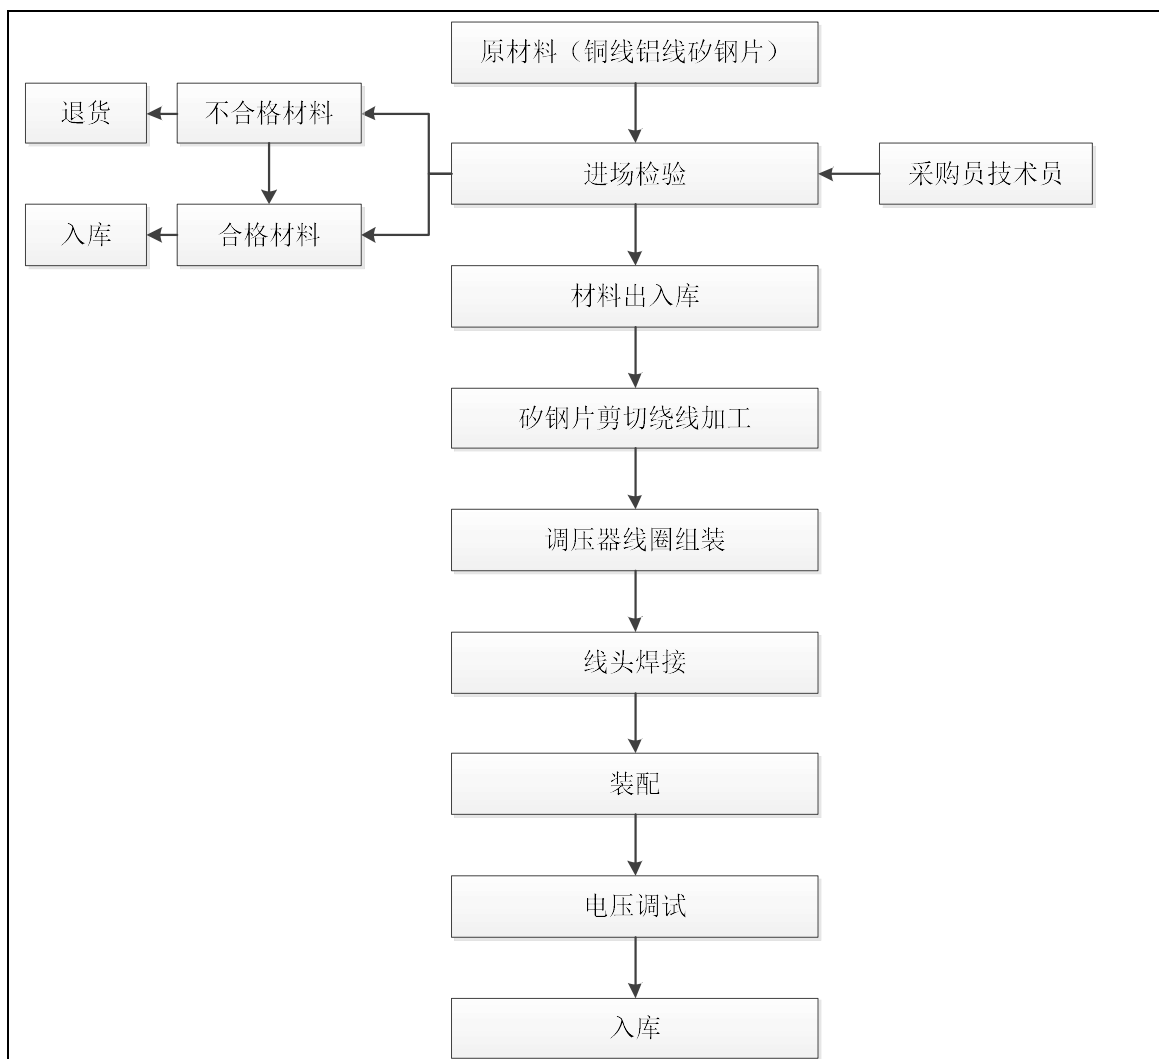 原材料（铜线铝线矽钢片）
退货
不合格材料
进场检验
采购员技术员
入库
合格材料
材料出入库
矽钢片剪切绕线加工
调压器线圈组装
线头焊接
装配
电压调试
入库